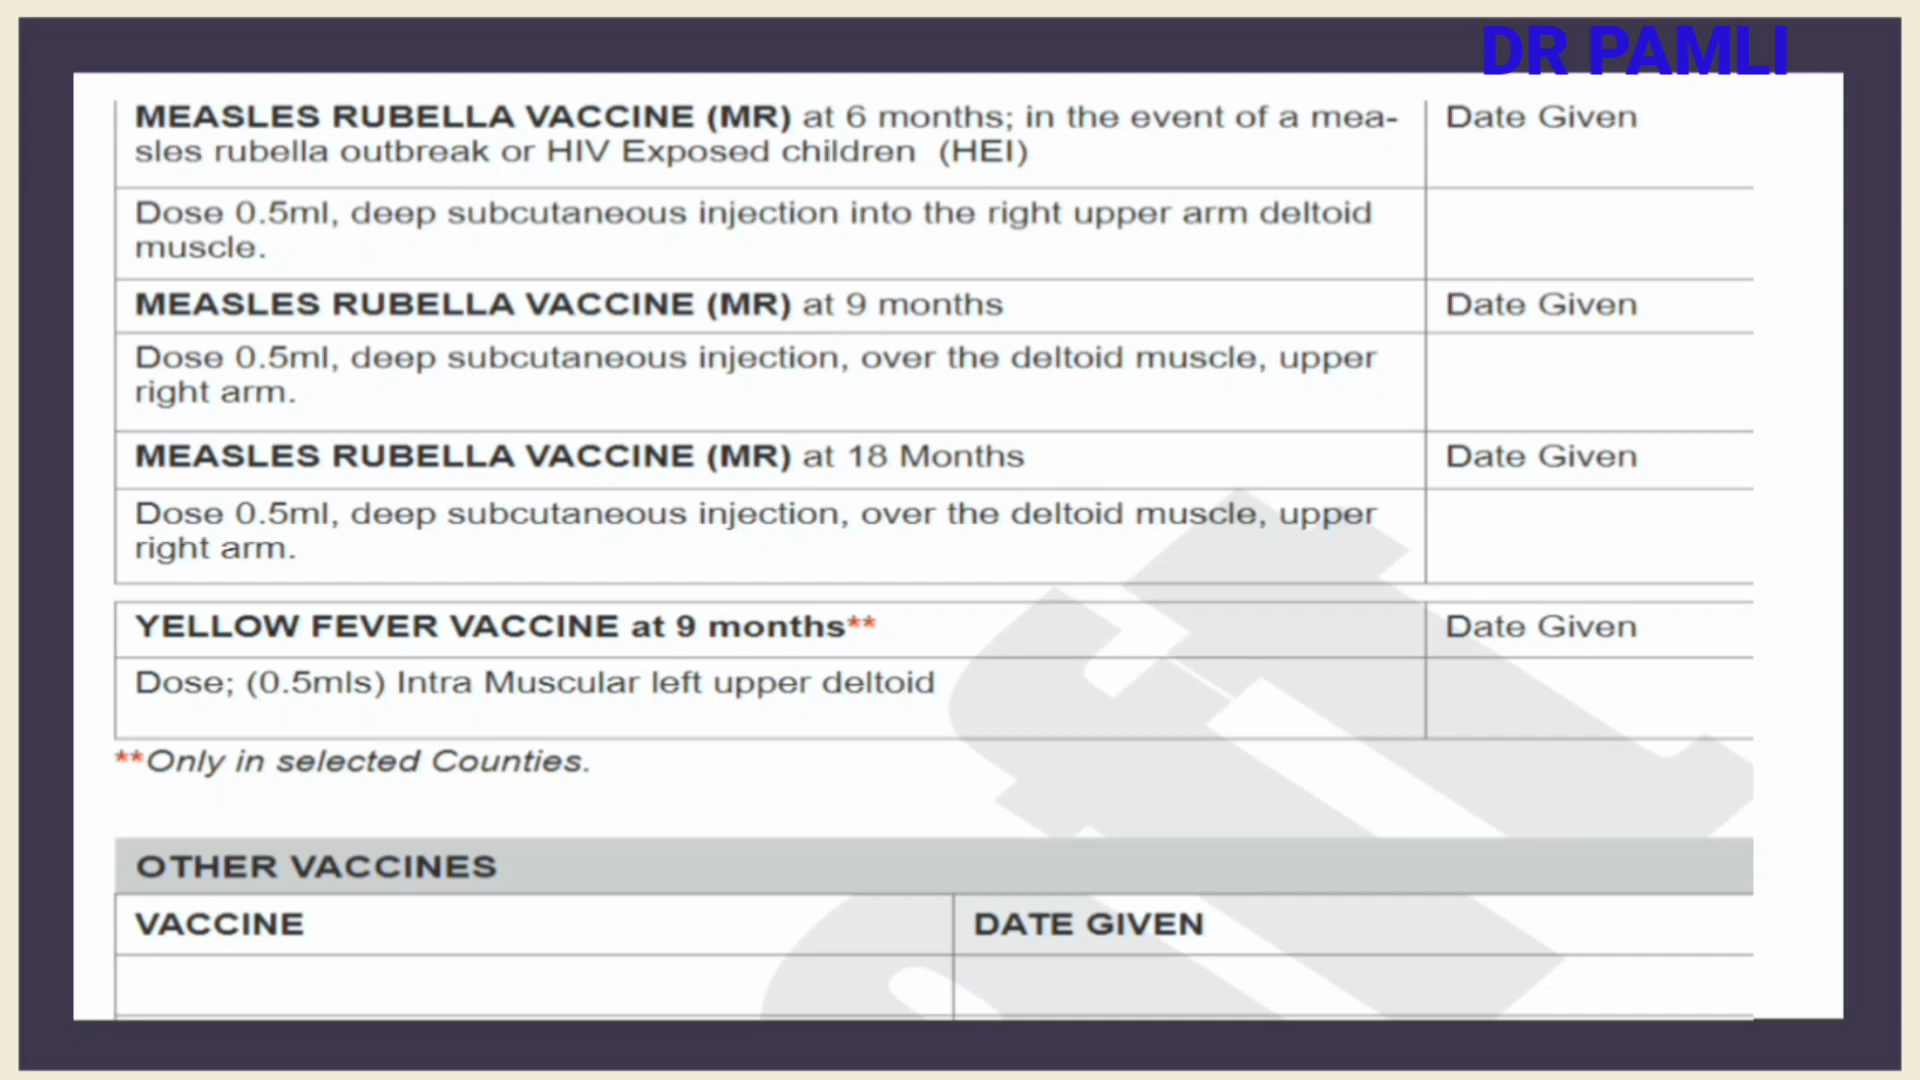 DR PAMLI
MEASLES RUBELLA VACCINE (MR) at 6 months; in the event of a mea- Date Given
sles rubella outbreak or HIV Exposed children (HEI)
Dose 0.5ml, deep subcutaneous injection into the right upper arm deltoid
muscle.
MEASLES RUBELLA VACCINE (MR) at 9 months Date Given
Dose 0.5ml, deep subcutaneous injection, over the deltoid muscle, upper
right arm.
MEASLES RUBELLA VACCINE (MR) at 18 Months Date Given
Dose 0.5ml, deep subcutaneous injection, over the deltoid muscle, upper
right arm.
YELLOW FEVER VACCINE at 9 months** Date Given
Dose; (0.5mls) Intra Muscular left upper deltoid
**Only in selected Counties.
OTHER VACCINES
VACCINE DATE GIVEN